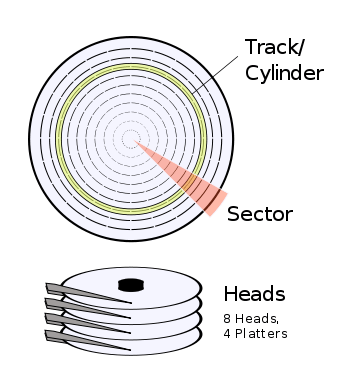 Track/
Cylinder
Sector
Heads
8 Heads,
4 Platters